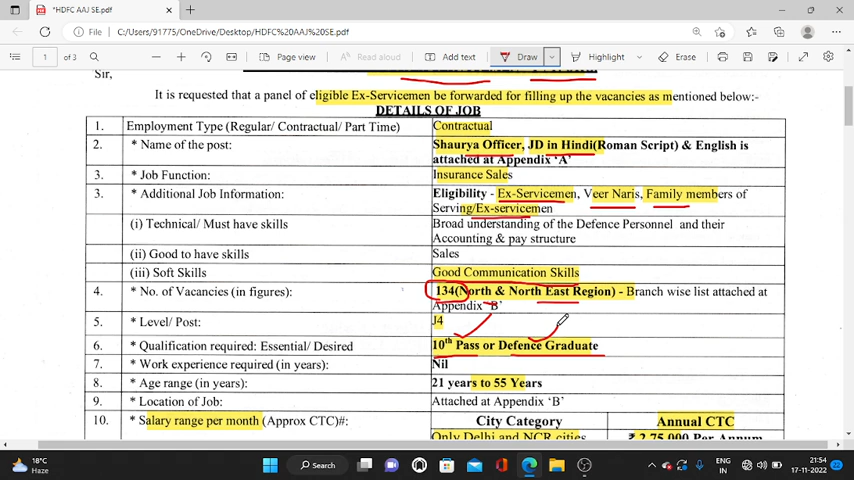 *HDFC AAJ SE.pdf
C:/Users/91775/OneDrive/Desktop/HDFC%20AAJ%20SE.pdf
1 of 3 Page view Read aloud Add text Draw Highlight Erase
Sir,
It is requested that a panel of eligible Ex-Servicemen be forwarded for filling up the vacancies as mentioned below:-
DETAILS OF JOB
1. Employment Type (Regular/ Contractual/ Part Time) Contractual
2. * Name of the post: Shaurya Officer, JD in Hindi(Roman Script) & English is
attached at Appendix ‘A’
3. * Job Function: Insurance Sales
3. * Additional Job Information: Eligibility - Ex-Servicemen, Veer Naris, Family members of
Serving/Ex-servicemen
(i) Technical/ Must have skills Broad understanding of the Defence Personnel and their
Accounting & pay structure
(ii) Good to have skills Sales
(iii) Soft Skills Good Communication Skills
4. * No. of Vacancies (in figures): 134(North & North East Region) - Branch wise list attached at
Appendix ‘B’
5. * Level/ Post: J4
6. * Qualification required: Essential/ Desired 10th Pass or Defence Graduate
7. * Work experience required (in years): Nil
8. * Age range (in years): 21 years to 55 Years
9. * Location of Job: Attached at Appendix ‘B’
10. * Salary range per month (Approx CTC)#: City Category Annual CTC
Only Delhi and NCR cities ₹ 2,75,000 Per Annum
18°C
Haze
Search
ENG
IN
21:54
17-11-2022